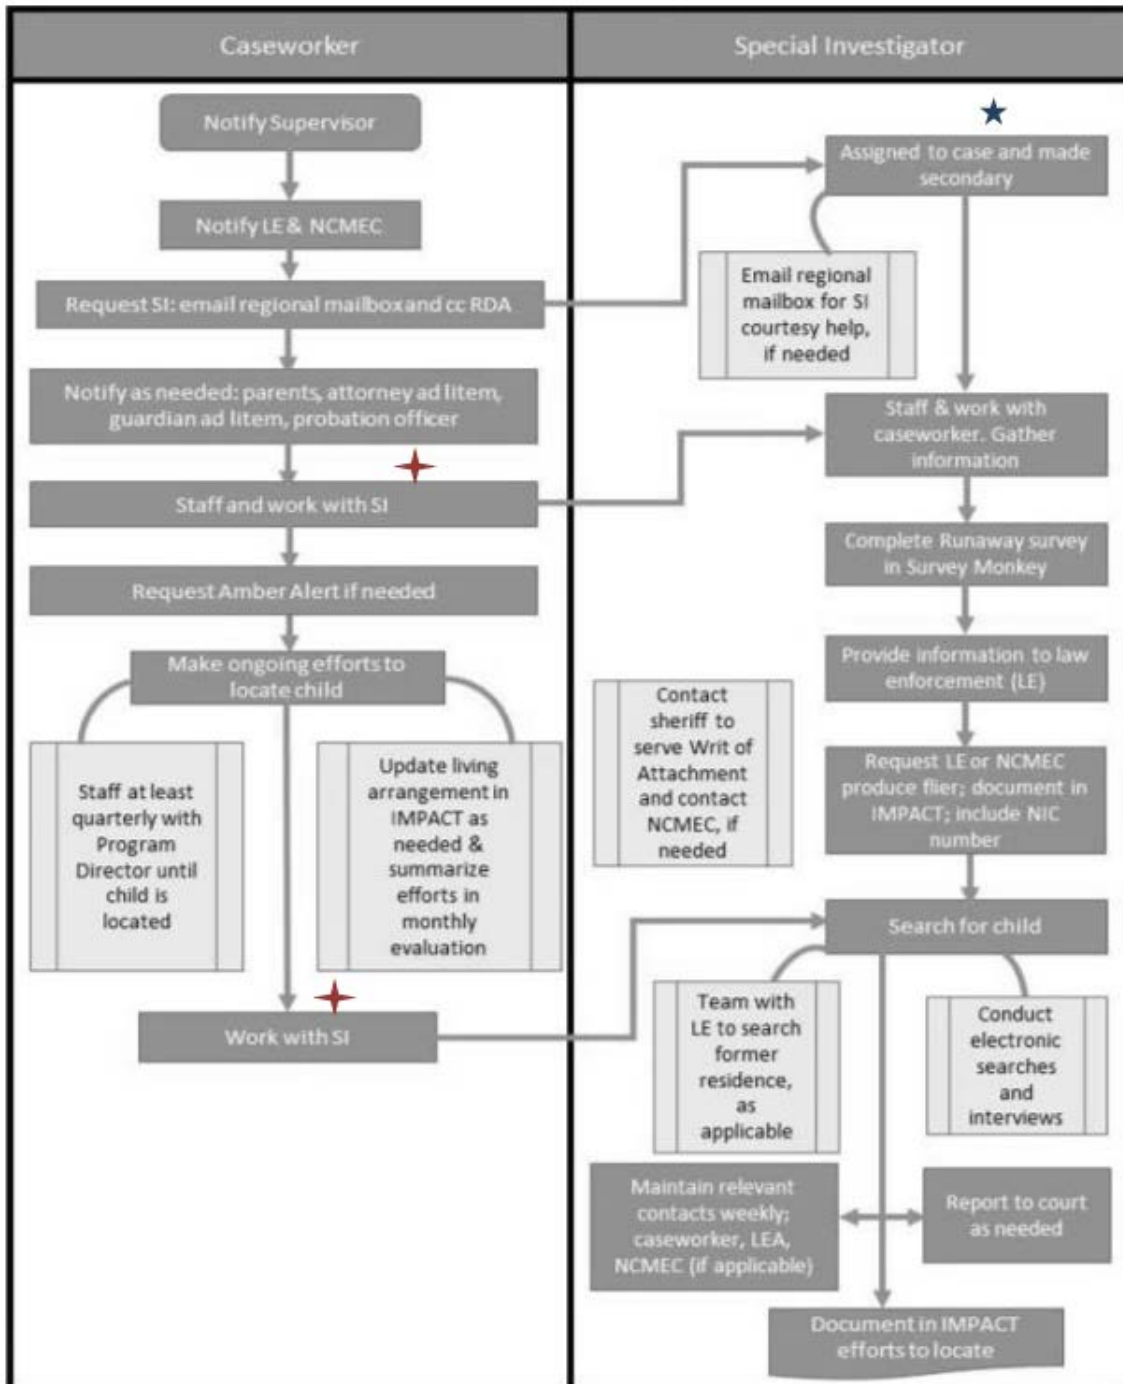 Caseworker
Special Investigator
Notify Supervisor
Notify LE & NCMEC
Request SI: email regional mailbox and cc RDA
Notify as needed: parents, attorney ad litem,
guardian ad litem, probation officer
Staff and work with SI
Request Amber Alert if needed
Make ongoing efforts to
locate child
Staff at least
quarterly with
Program
Director until
child is
located
Update living
arrangement in
IMPACT as
needed &
summarize
efforts in
monthly
evaluation
Work with SI
Assigned to case and made
secondary
Email regional
mailbox for SI
courtesy help,
if needed
Staff & work with
caseworker. Gather
information
Complete Runaway survey
in Survey Monkey
Provide information to law
enforcement (LE)
Contact
sheriff to
serve Writ of
Attachment
and contact
NCMEC, if
needed
Request LE or NCMEC
produce flier; document in
IMPACT; include NIC
number
Search for child
Team with
LE to search
former
residence,
as
applicable
Conduct
electronic
searches
and
interviews
Maintain relevant
contacts weekly;
caseworker, LEA,
NCMEC (if applicable)
Report to court
as needed
Document in IMPACT
efforts to locate